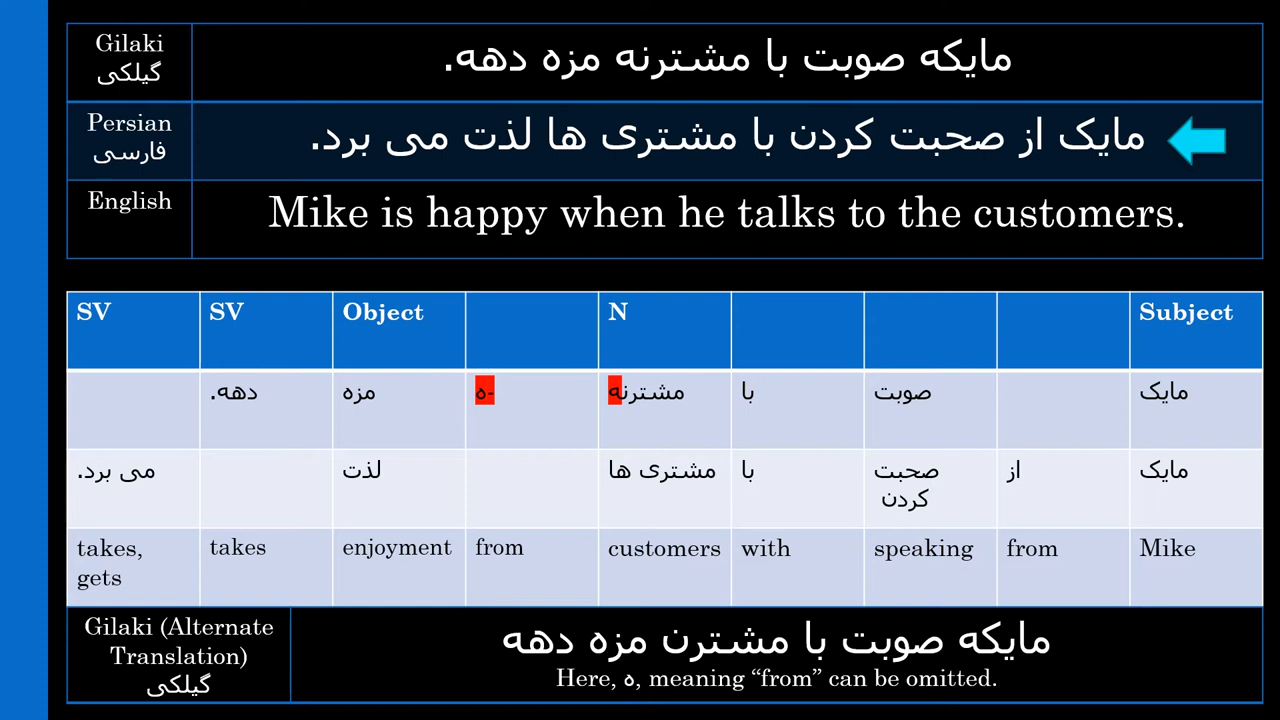 Gilaki
گیلکی
مایکه صوبت با مشترنه مزه دهه.
Persian
فارسی
مایک از صحبت کردن با مشتری ها لذت می برد.
English
Mike is happy when he talks to the customers.
SV SV Object N Subject
مایک صوبت با مشترنه ه- مزه دهه.
مایک از صحبت کردن با مشتری ها لذت می برد.
takes, gets takes enjoyment from customers with speaking from Mike
Gilaki (Alternate
Translation)
گیلکی
مایکه صوبت با مشترن مزه دهه
Here, ه, meaning “from” can be omitted.